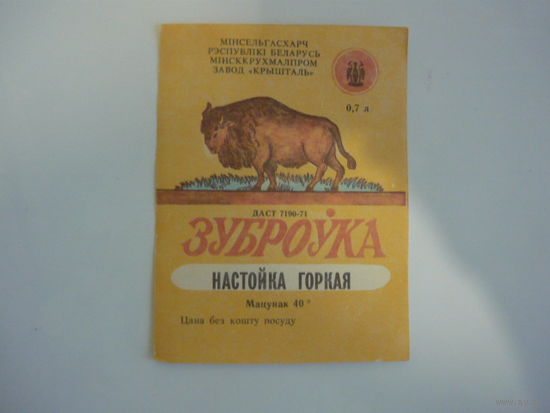 МІНСЕЛЬГАСХАРЧ
РЭСПУБЛІКІ БЕЛАРУСЬ
МІНСККРУХМАЛПРОМ
ЗАВОД «КРЫШТАЛЬ»
0,7 л
ДАСТ 7190-71
ЗУБРОЎКА
НАСТОЙКА ГОРКАЯ
Мацунак 40°
Цана без кошту посуду